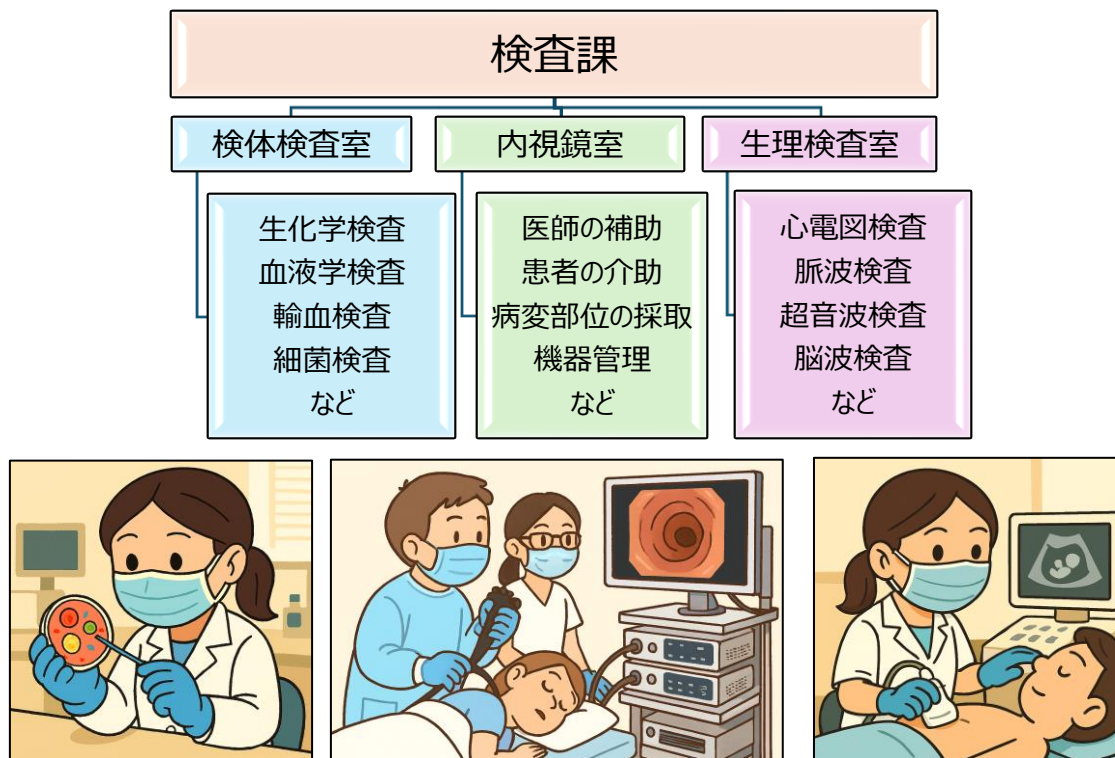 検査課
検体検査室
内視鏡室
生理検査室
生化学検査
血液学検査
輸血検査
細菌検査
など
医師の補助
患者の介助
病変部位の採取
機器管理
など
心電図検査
脈波検査
超音波検査
脳波検査
など